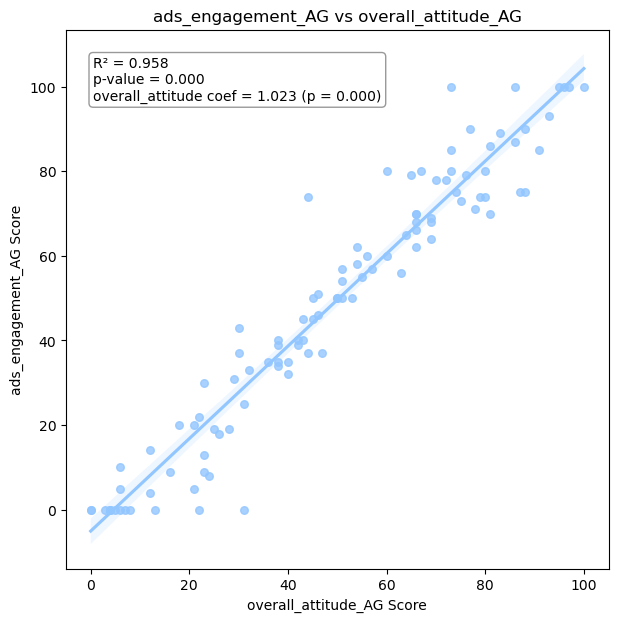 ads_engagement_AG vs overall_attitude_AG
R² = 0.958
p-value = 0.000
overall_attitude coef = 1.023 (p = 0.000)
100
80
60
40
20
0
ads_engagement_AG Score
0 20 40 60 80 100
overall_attitude_AG Score